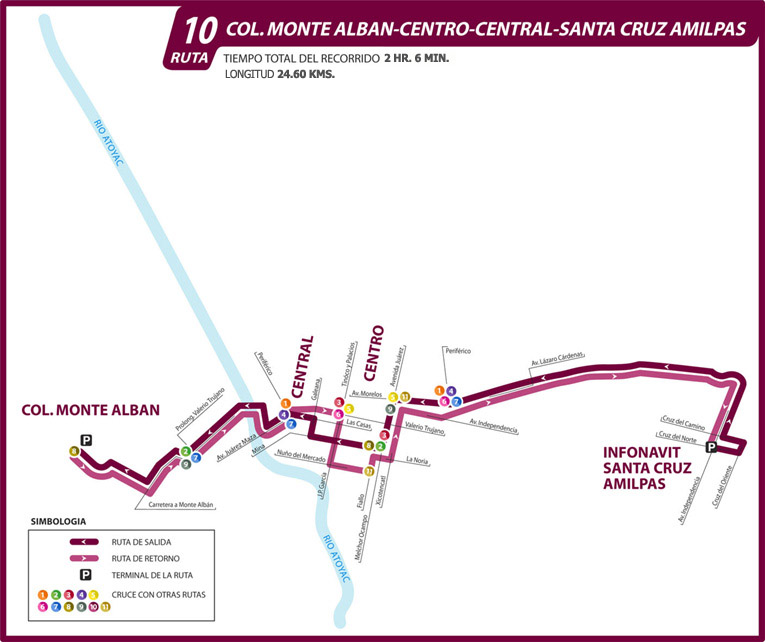 10
RUTA
COL. MONTE ALBAN-CENTRO-CENTRAL-SANTA CRUZ AMILPAS
TIEMPO TOTAL DEL RECORRIDO 2 HR. 6 MIN.
LONGITUD 24.60 KMS.
RIO ATOYAC
COL. MONTE ALBAN
P
8
Prolong. Valerio Trujano
2
7
9
Carretera a Monte Albán
Av. Juárez Maza
Mina
Periférico
1
4
7
CENTRAL
Galeana
Tinoco y Palacios
3
6
5
Las Casas
Nuño del Mercado
J.P. García
CENTRO
Avenida Juárez
Av. Morelos
5
11
9
Valerio Trujano
3
8
2
La Noria
11
Fiallo
Melchor Ocampo
Xicotencatl
Periférico
1
4
6
7
Av. Independencia
Av. Lázaro Cárdenas
Cruz del Camino
Cruz del Norte
P
INFONAVIT
SANTA CRUZ
AMILPAS
Av. Independencia
Cruz del Oriente
RIO ATOYAC
SIMBOLOGIA
RUTA DE SALIDA
RUTA DE RETORNO
P TERMINAL DE LA RUTA
1 2 3 4 5 CRUCE CON OTRAS RUTAS
6 7 8 9 10 11